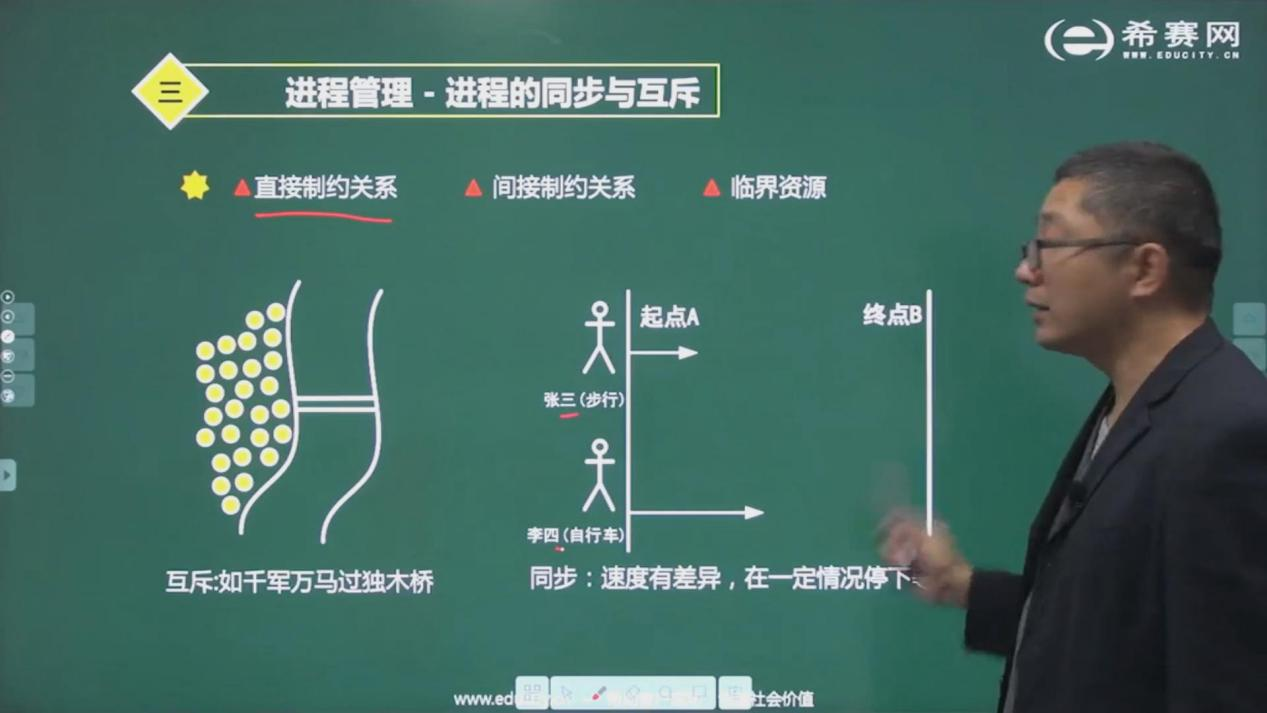 希赛网
WWW.EDUCITY.CN
三 进程管理 - 进程的同步与互斥
直接制约关系 间接制约关系 临界资源
起点A 终点B
张三(步行)
李四(自行车)
互斥:如千军万马过独木桥
同步：速度有差异，在一定情况停下
www.edu
社会价值